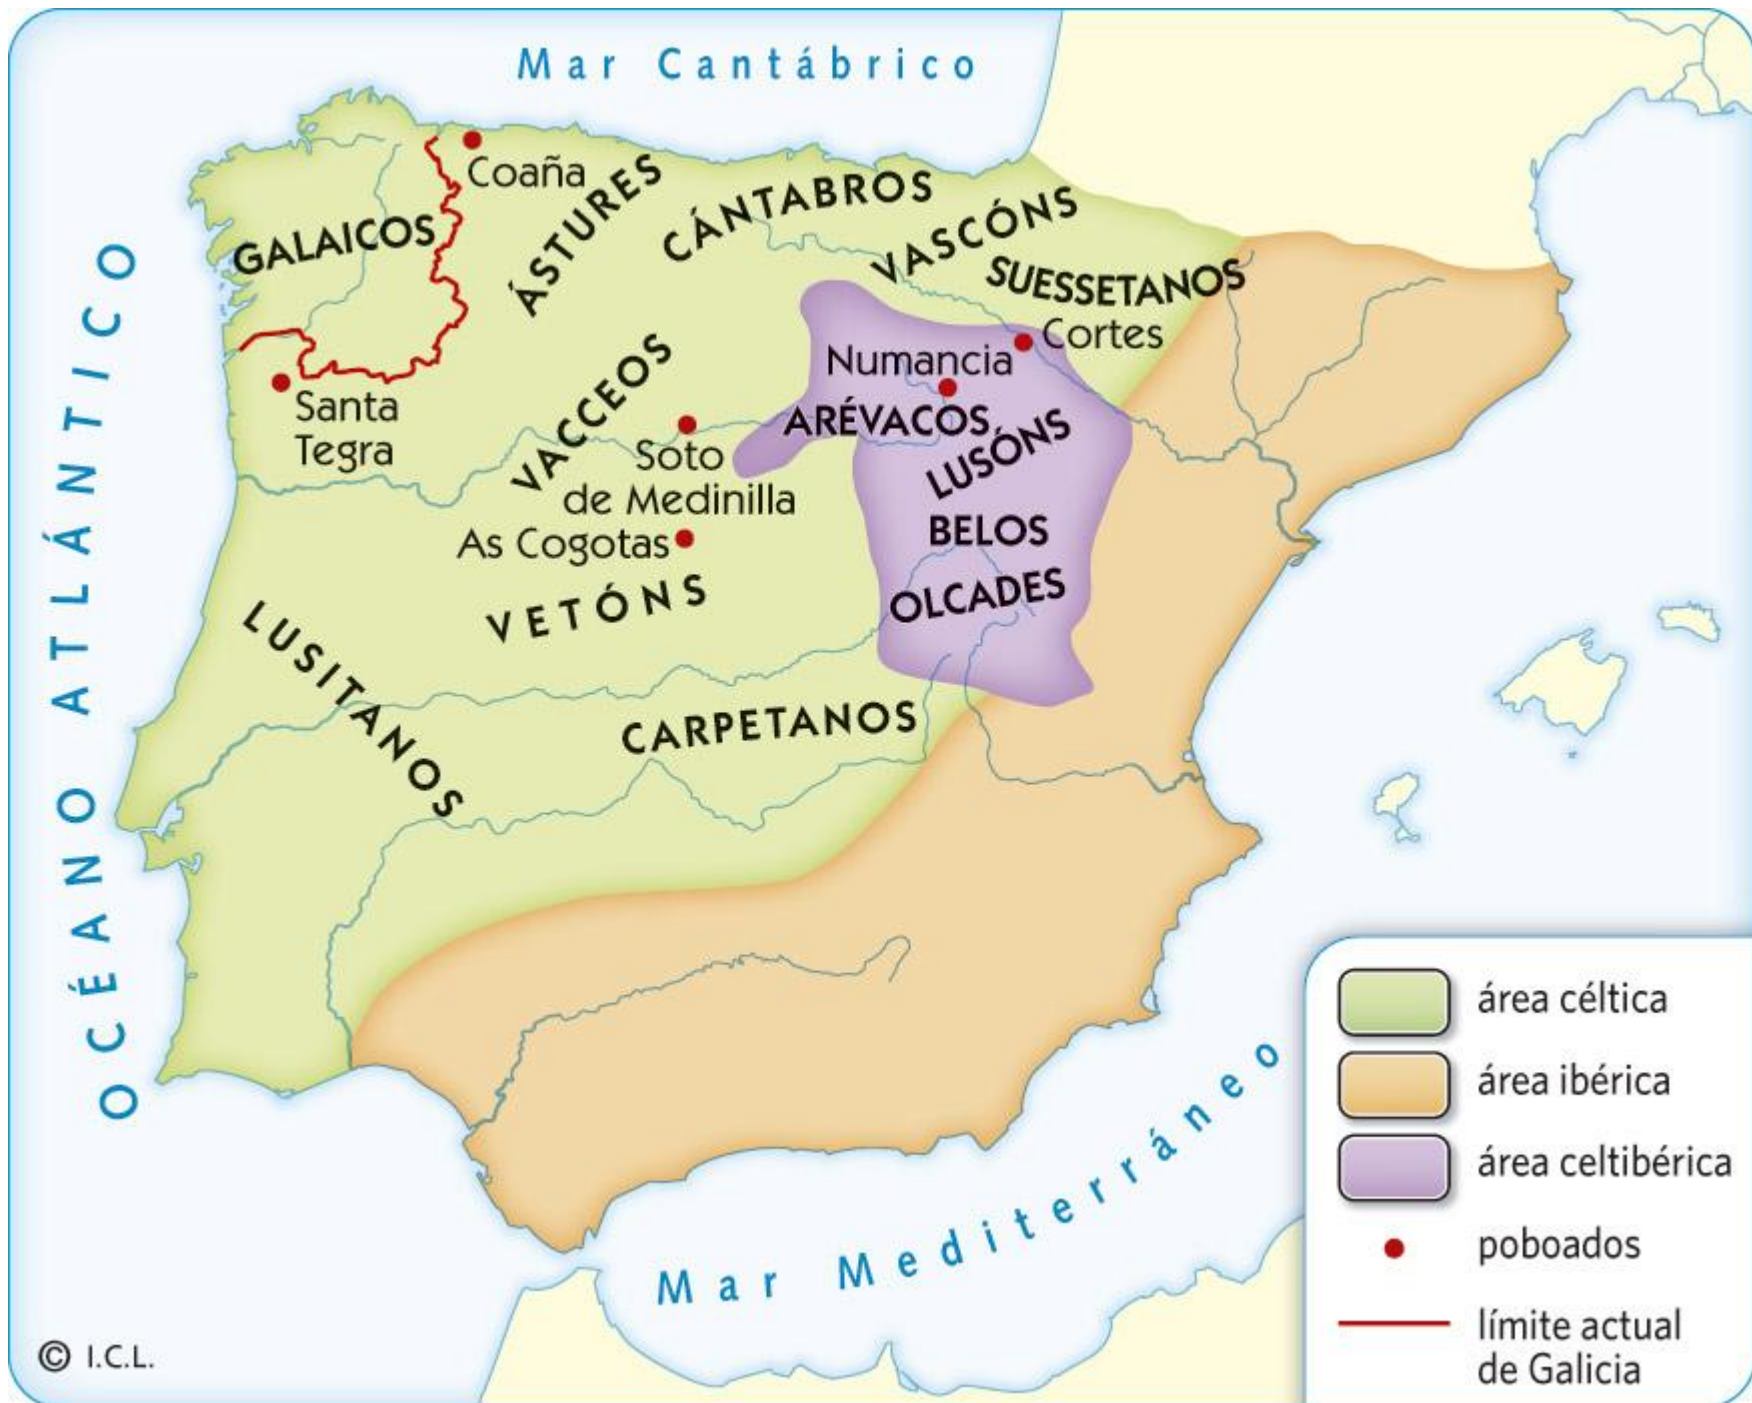 Mar Cantábrico
OCÉANO ATLÁNTICO
Coaña
GALAICOS
ÁSTURES
CÁNTABROS
VASCÓNS
SUESSETANOS
Cortes
Numancia
Santa
Tegra
VACCEOS
ARÉVACOS
LUSÓNS
Soto
de Medinilla
As Cogotas
BELOS
VETÓNS
OLCADES
LUSITANOS
CARPETANOS
Mar Mediterráneo
área céltica
área ibérica
área celtibérica
poboados
límite actual
de Galicia
© I.C.L.